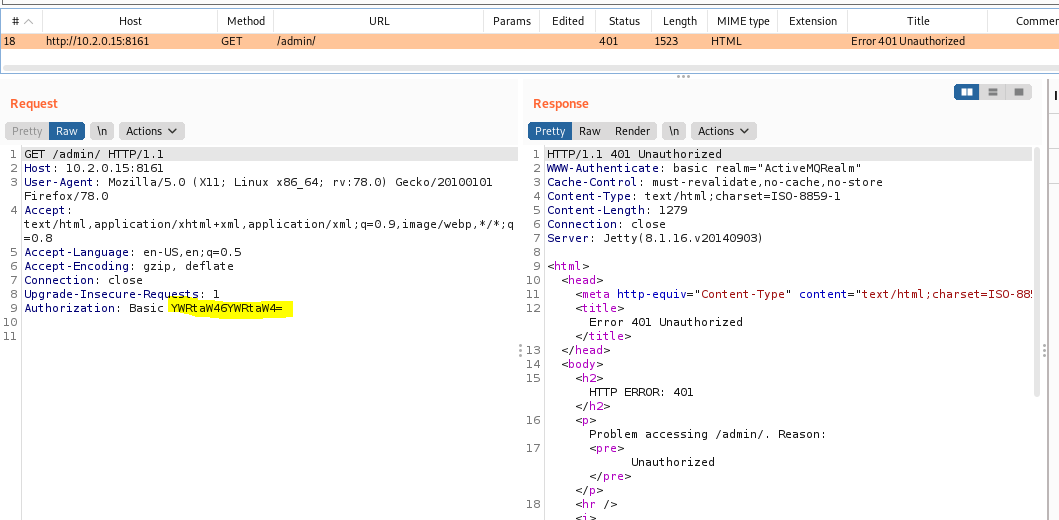 # Host Method URL Params Edited Status Length MIME type Extension Title Commer
18 http://10.2.0.15:8161 GET /admin/ 401 1523 HTML Error 401 Unauthorized
Request
Pretty Raw \n Actions
1 GET /admin/ HTTP/1.1
2 Host: 10.2.0.15:8161
3 User-Agent: Mozilla/5.0 (X11; Linux x86_64; rv:78.0) Gecko/20100101
Firefox/78.0
4 Accept:
text/html,application/xhtml+xml,application/xml;q=0.9,image/webp,*/*;q
=0.8
5 Accept-Language: en-US,en;q=0.5
6 Accept-Encoding: gzip, deflate
7 Connection: close
8 Upgrade-Insecure-Requests: 1
9 Authorization: Basic YWRtaW46YWRtaW4=
10
11
Response
Pretty Raw Render \n Actions
1 HTTP/1.1 401 Unauthorized
2 WWW-Authenticate: basic realm="ActiveMQRealm"
3 Cache-Control: must-revalidate,no-cache,no-store
4 Content-Type: text/html;charset=ISO-8859-1
5 Content-Length: 1279
6 Connection: close
7 Server: Jetty(8.1.16.v20140903)
8
9 <html>
10 <head>
11 <meta http-equiv="Content-Type" content="text/html;charset=ISO-885
12 <title>
Error 401 Unauthorized
</title>
13 </head>
14 <body>
15 <h2>
HTTP ERROR: 401
</h2>
16 <p>
Problem accessing /admin/. Reason:
17 <pre>
Unauthorized
</pre>
</p>
18 <hr />
<i>
I